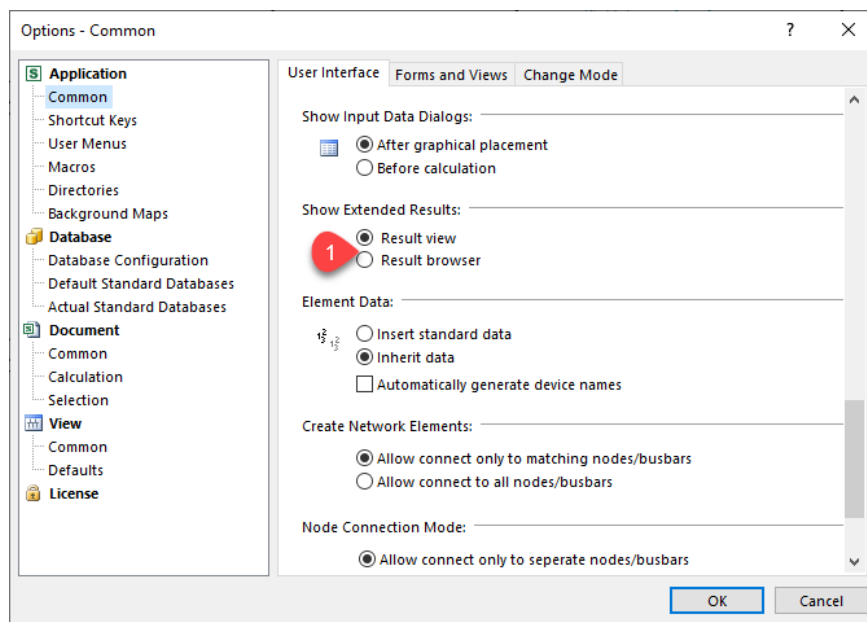 Options - Common
?
Application
Common
Shortcut Keys
User Menus
Macros
Directories
Background Maps
Database
Database Configuration
Default Standard Databases
Actual Standard Databases
Document
Common
Calculation
Selection
View
Common
Defaults
License
User Interface
Forms and Views
Change Mode
Show Input Data Dialogs:
After graphical placement
Before calculation
Show Extended Results:
Result view
1
Result browser
Element Data:
Insert standard data
Inherit data
Automatically generate device names
Create Network Elements:
Allow connect only to matching nodes/busbars
Allow connect to all nodes/busbars
Node Connection Mode:
Allow connect only to seperate nodes/busbars
OK
Cancel